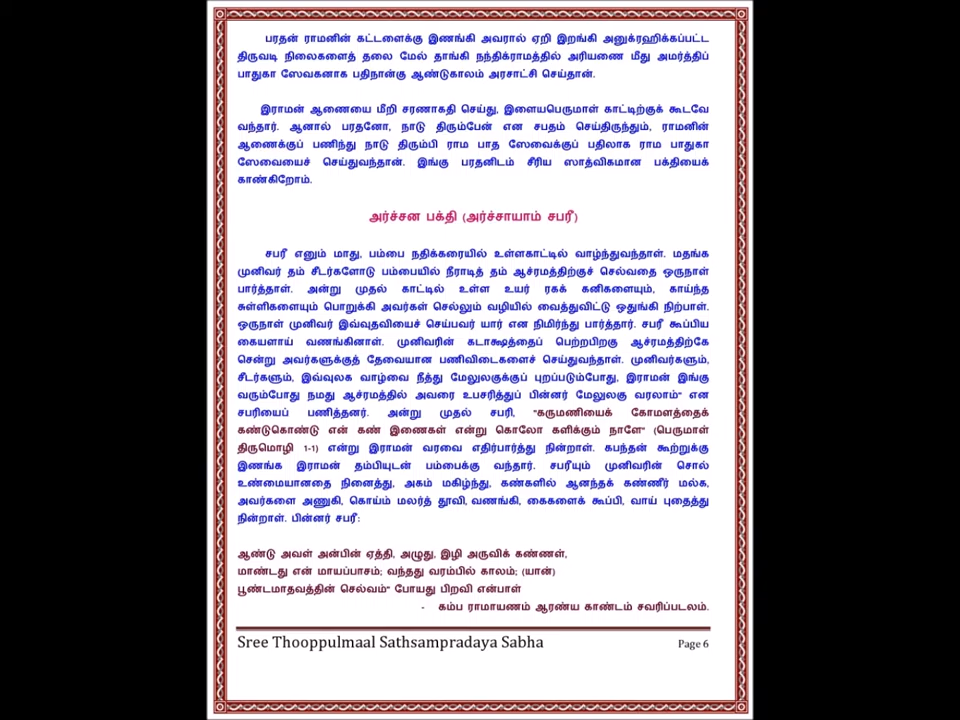 பரதன் ராமனின் கட்டளைக்கு இணங்கி அவரால் ஏறி இறங்கி அனுக்ரஹிக்கப்பட்ட
திருவடி நிலைகளைத் தலை மேல் தாங்கி நந்திக்ராமத்தில் அரியணை மீது அமர்த்திப்
பாதுகா ஸேவகனாக பதிநான்கு ஆண்டுகாலம் அரசாட்சி செய்தான்.
இராமன் ஆணையை மீறி சரணாகதி செய்து, இளையபெருமாள் காட்டிற்குக் கூடவே
வந்தார். ஆனால் பரதனோ, நாடு திரும்பேன் என சபதம் செய்திருந்தும், ராமனின்
ஆணைக்குப் பணிந்து நாடு திரும்பி ராம பாத ஸேவைக்குப் பதிலாக ராம பாதுகா
ஸேவையைச் செய்துவந்தான். இங்கு பரதனிடம் சீரிய ஸாத்விகமான பக்தியைக்
காண்கிறோம்.
அர்ச்சன பக்தி (அர்ச்சாயாம் சபரீ)
சபரீ எனும் மாது, பம்பை நதிக்கரையில் உள்ளகாட்டில் வாழ்ந்துவந்தாள். மதங்க
முனிவர் தம் சீடர்களோடு பம்பையில் நீராடித் தம் ஆச்ரமத்திற்குச் செல்வதை ஒருநாள்
பார்த்தாள். அன்று முதல் காட்டில் உள்ள உயர் ரகக் கனிகளையும், காய்ந்த
சுள்ளிகளையும் பொறுக்கி அவர்கள் செல்லும் வழியில் வைத்துவிட்டு ஒதுங்கி நிற்பாள்.
ஒருநாள் முனிவர் இவ்வுதவியைச் செய்பவர் யார் என நிமிர்ந்து பார்த்தார். சபரீ கூப்பிய
கையளாய் வணங்கினாள். முனிவரின் கடாக்ஷத்தைப் பெற்றபிறகு ஆச்ரமத்திற்கே
சென்று அவர்களுக்குத் தேவையான பணிவிடைகளைச் செய்துவந்தாள். முனிவர்களும்,
சீடர்களும், இவ்வுலக வாழ்வை நீத்து மேலுலகுக்குப் புறப்படும்போது, இராமன் இங்கு
வரும்போது நமது ஆச்ரமத்தில் அவரை உபசரித்துப் பின்னர் மேலுலகு வரலாம்" என
சபரியைப் பணித்தனர். அன்று முதல் சபரி, "கருமணியைக் கோமளத்தைக்
கண்டுகொண்டு என் கண் இணைகள் என்று கொலோ களிக்கும் நாளே" (பெருமாள்
திருமொழி 1-1) என்று இராமன் வரவை எதிர்பார்த்து நின்றாள். கபந்தன் கூற்றுக்கு
இணங்க இராமன் தம்பியுடன் பம்பைக்கு வந்தார். சபரீயும் முனிவரின் சொல்
உண்மையானதை நினைத்து, அகம் மகிழ்ந்து, கண்களில் ஆனந்தக் கண்ணீர் மல்க,
அவர்களை அணுகி, கொய்ம் மலர்த் தூவி, வணங்கி, கைகளைக் கூப்பி, வாய் புதைத்து
நின்றாள். பின்னர் சபரீ:
ஆண்டு அவள் அன்பின் ஏத்தி, அழுது, இழி அருவிக் கண்ணள்,
மாண்டது என் மாயப்பாசம்; வந்தது வரம்பில் காலம்; (யான்)
பூண்டமாதவத்தின் செல்வம்" போயது பிறவி என்பாள்
- கம்ப ராமாயணம் ஆரண்ய காண்டம் சவரிப்படலம்.
Sree Thooppulmaal Sathsampradaya Sabha Page 6